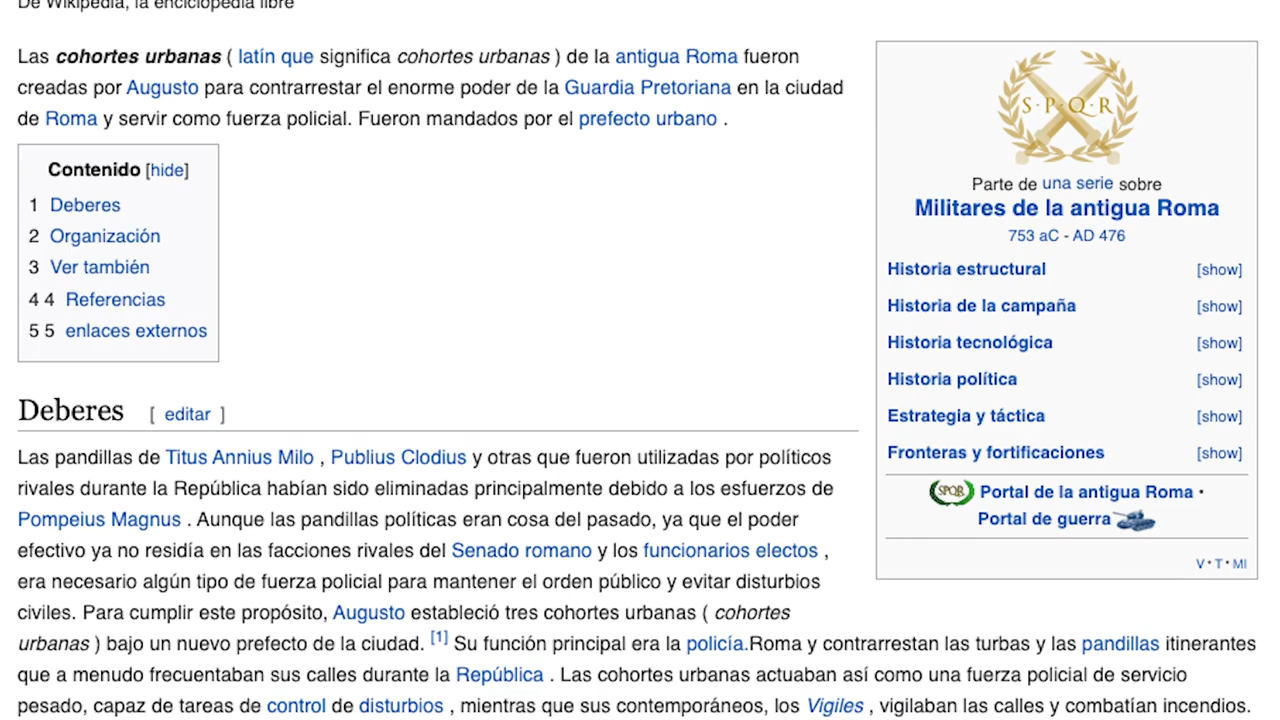 De Wikipedia, la enciclopedia libre
Las cohortes urbanas ( latín que significa cohortes urbanas ) de la antigua Roma fueron
creadas por Augusto para contrarrestar el enorme poder de la Guardia Pretoriana en la ciudad
de Roma y servir como fuerza policial. Fueron mandados por el prefecto urbano .
Contenido [hide]
1 Deberes
2 Organización
3 Ver también
4 4 Referencias
5 5 enlaces externos
S·P·Q·R
Parte de una serie sobre
Militares de la antigua Roma
753 aC - AD 476
Historia estructural [show]
Historia de la campaña [show]
Historia tecnológica [show]
Historia política [show]
Estrategia y táctica [show]
Fronteras y fortificaciones [show]
SPQR Portal de la antigua Roma •
Portal de guerra
V • T • MI
Deberes [ editar ]
Las pandillas de Titus Annius Milo , Publius Clodius y otras que fueron utilizadas por políticos
rivales durante la República habían sido eliminadas principalmente debido a los esfuerzos de
Pompeius Magnus . Aunque las pandillas políticas eran cosa del pasado, ya que el poder
efectivo ya no residía en las facciones rivales del Senado romano y los funcionarios electos ,
era necesario algún tipo de fuerza policial para mantener el orden público y evitar disturbios
civiles. Para cumplir este propósito, Augusto estableció tres cohortes urbanas ( cohortes
urbanas ) bajo un nuevo prefecto de la ciudad. [1] Su función principal era la policía.Roma y contrarrestan las turbas y las pandillas itinerantes
que a menudo frecuentaban sus calles durante la República . Las cohortes urbanas actuaban así como una fuerza policial de servicio
pesado, capaz de tareas de control de disturbios , mientras que sus contemporáneos, los Vigiles , vigilaban las calles y combatían incendios.